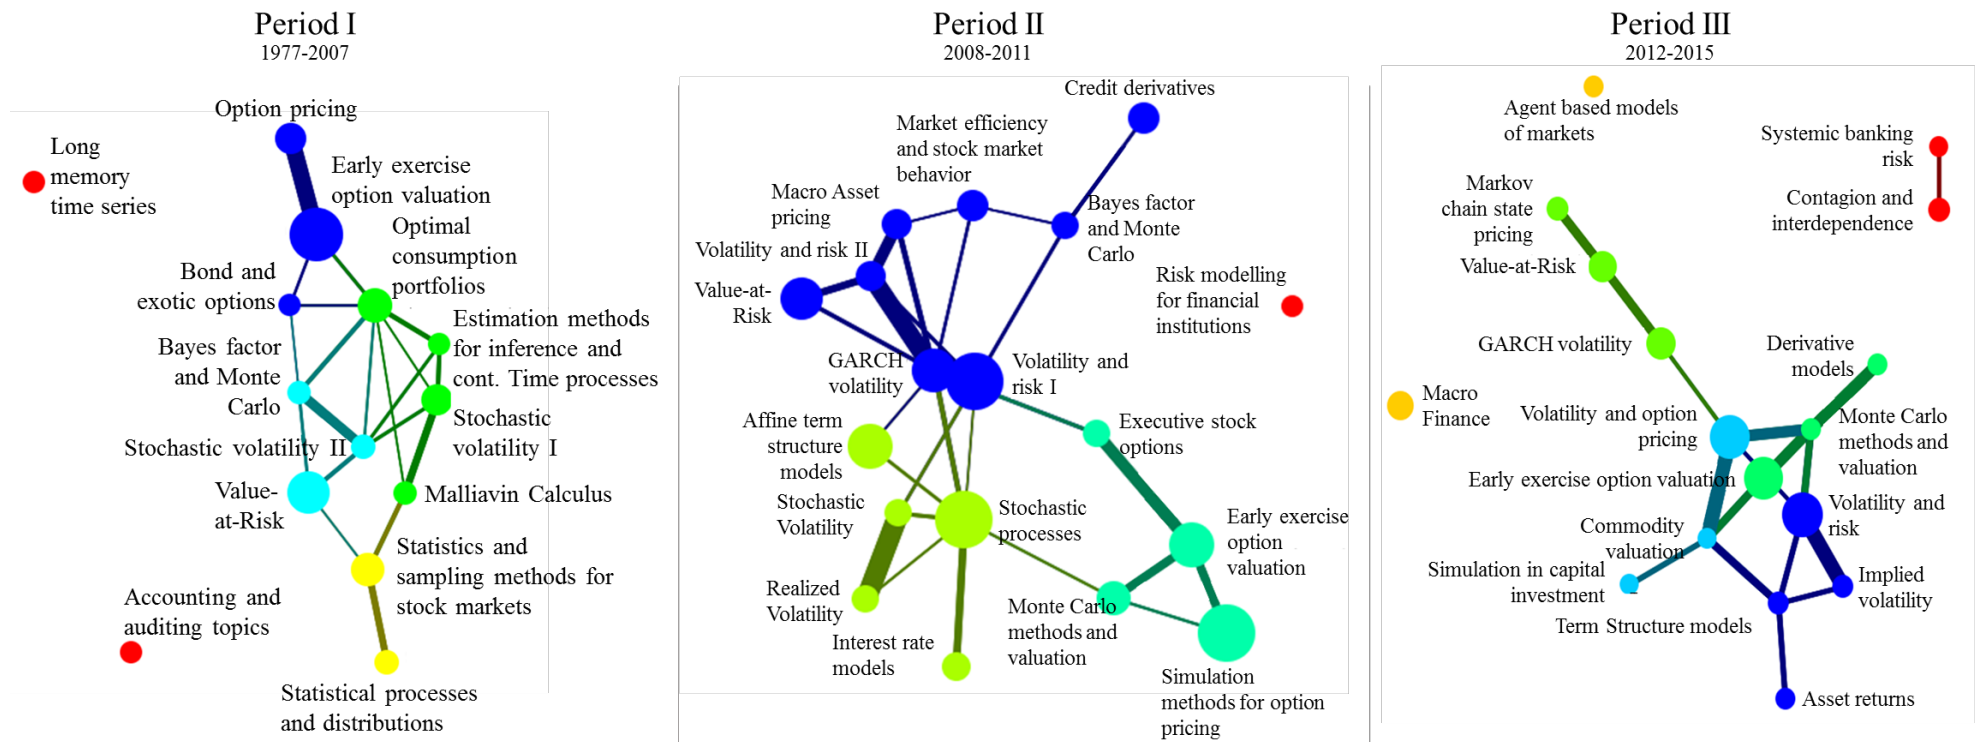 Period I
1977-2007
Option pricing
Long
memory
time series
Early exercise
option valuation
Optimal
consumption
portfolios
Bond and
exotic options
Estimation methods
for inference and
cont. Time processes
Bayes factor
and Monte
Carlo
Stochastic
volatility I
Stochastic volatility II
Value-
at-Risk
Malliavin Calculus
Statistics and
sampling methods for
stock markets
Accounting and
auditing topics
Statistical processes
and distributions
Period II
2008-2011
Credit derivatives
Market efficiency
and stock market
behavior
Macro Asset
pricing
Bayes factor
and Monte
Carlo
Volatility and risk II
Value-at-
Risk
Risk modelling
for financial
institutions
GARCH
volatility
Volatility and
risk I
Affine term
structure
models
Executive stock
options
Stochastic
Volatility
Stochastic
processes
Early exercise
option
valuation
Realized
Volatility
Monte Carlo
methods and
valuation
Interest rate
models
Simulation
methods for option
pricing
Period III
2012-2015
Agent based models
of markets
Systemic banking
risk
Contagion and
interdependence
Markov
chain state
pricing
Value-at-Risk
GARCH volatility
Derivative
models
Macro
Finance
Volatility and option
pricing
Monte Carlo
methods and
valuation
Early exercise option valuation
Volatility and
risk
Commodity
valuation
Simulation in capital
investment
Implied
volatility
Term Structure models
Asset returns